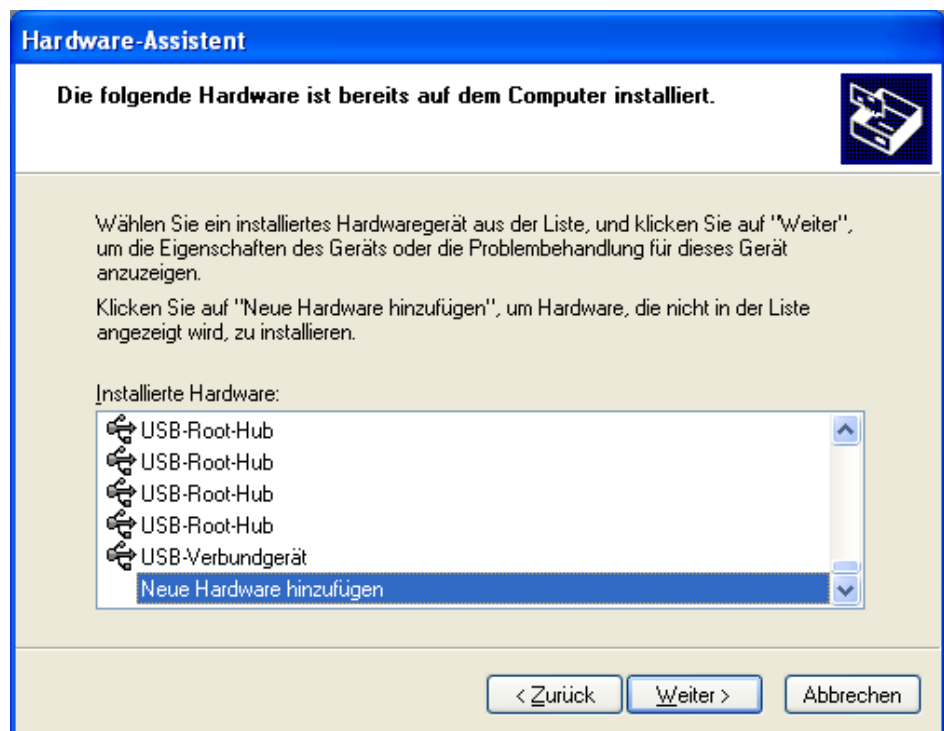 Hardware-Assistent
Die folgende Hardware ist bereits auf dem Computer installiert.
Wählen Sie ein installiertes Hardwaregerät aus der Liste, und klicken Sie auf "Weiter",
um die Eigenschaften des Geräts oder die Problembehandlung für dieses Gerät
anzuzeigen.
Klicken Sie auf "Neue Hardware hinzufügen", um Hardware, die nicht in der Liste
angezeigt wird, zu installieren.
Installierte Hardware:
USB-Root-Hub
USB-Root-Hub
USB-Root-Hub
USB-Root-Hub
USB-Verbundgerät
Neue Hardware hinzufügen
< Zurück Weiter > Abbrechen